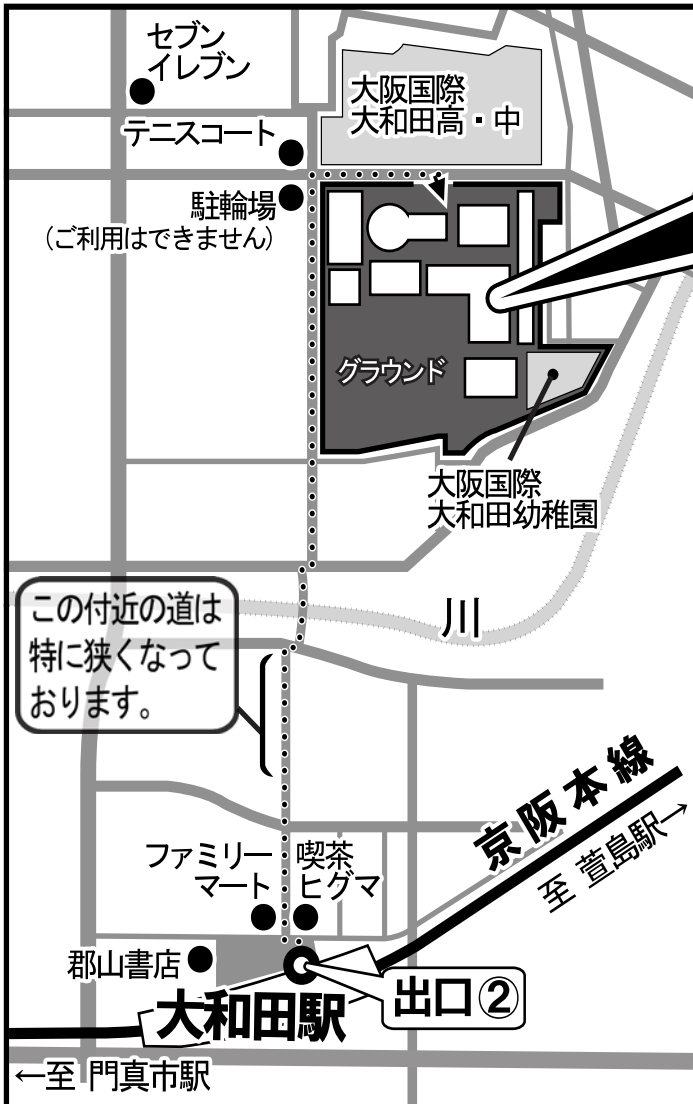 セブン
イレブン
大阪国際
大和田高・中
テニスコート
駐輪場
（ご利用はできません）
グラウンド
大阪国際
大和田幼稚園
この付近の道は
特に狭くなって
おります。
川
京阪本線
至 萱島駅→
ファミリー
マート
喫茶
ヒグマ
郡山書店
出口②
大和田駅
←至 門真市駅